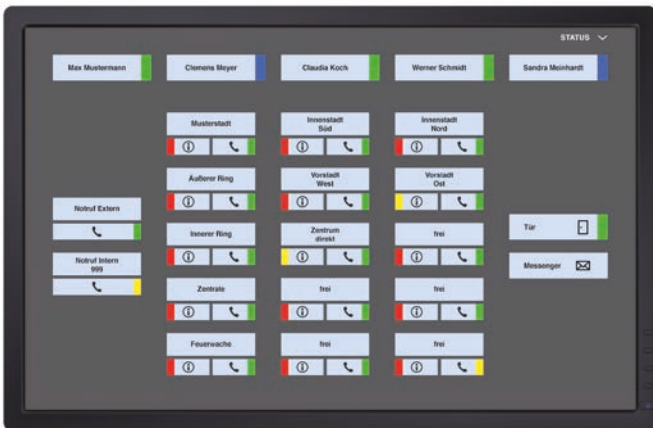 STATUS
Max Mustermann
Clemens Meyer
Claudia Koch
Werner Schmidt
Sandra Meinhardt
Musterstadt
Innenstadt
Süd
Innenstadt
Nord
Äußerer Ring
Vorstadt
West
Vorstadt
Ost
Notruf Extern
Innerer Ring
Zentrum
direkt
frei
Tür
Notruf Intern
999
Messenger
Zentrale
frei
frei
Feuerwache
frei
frei